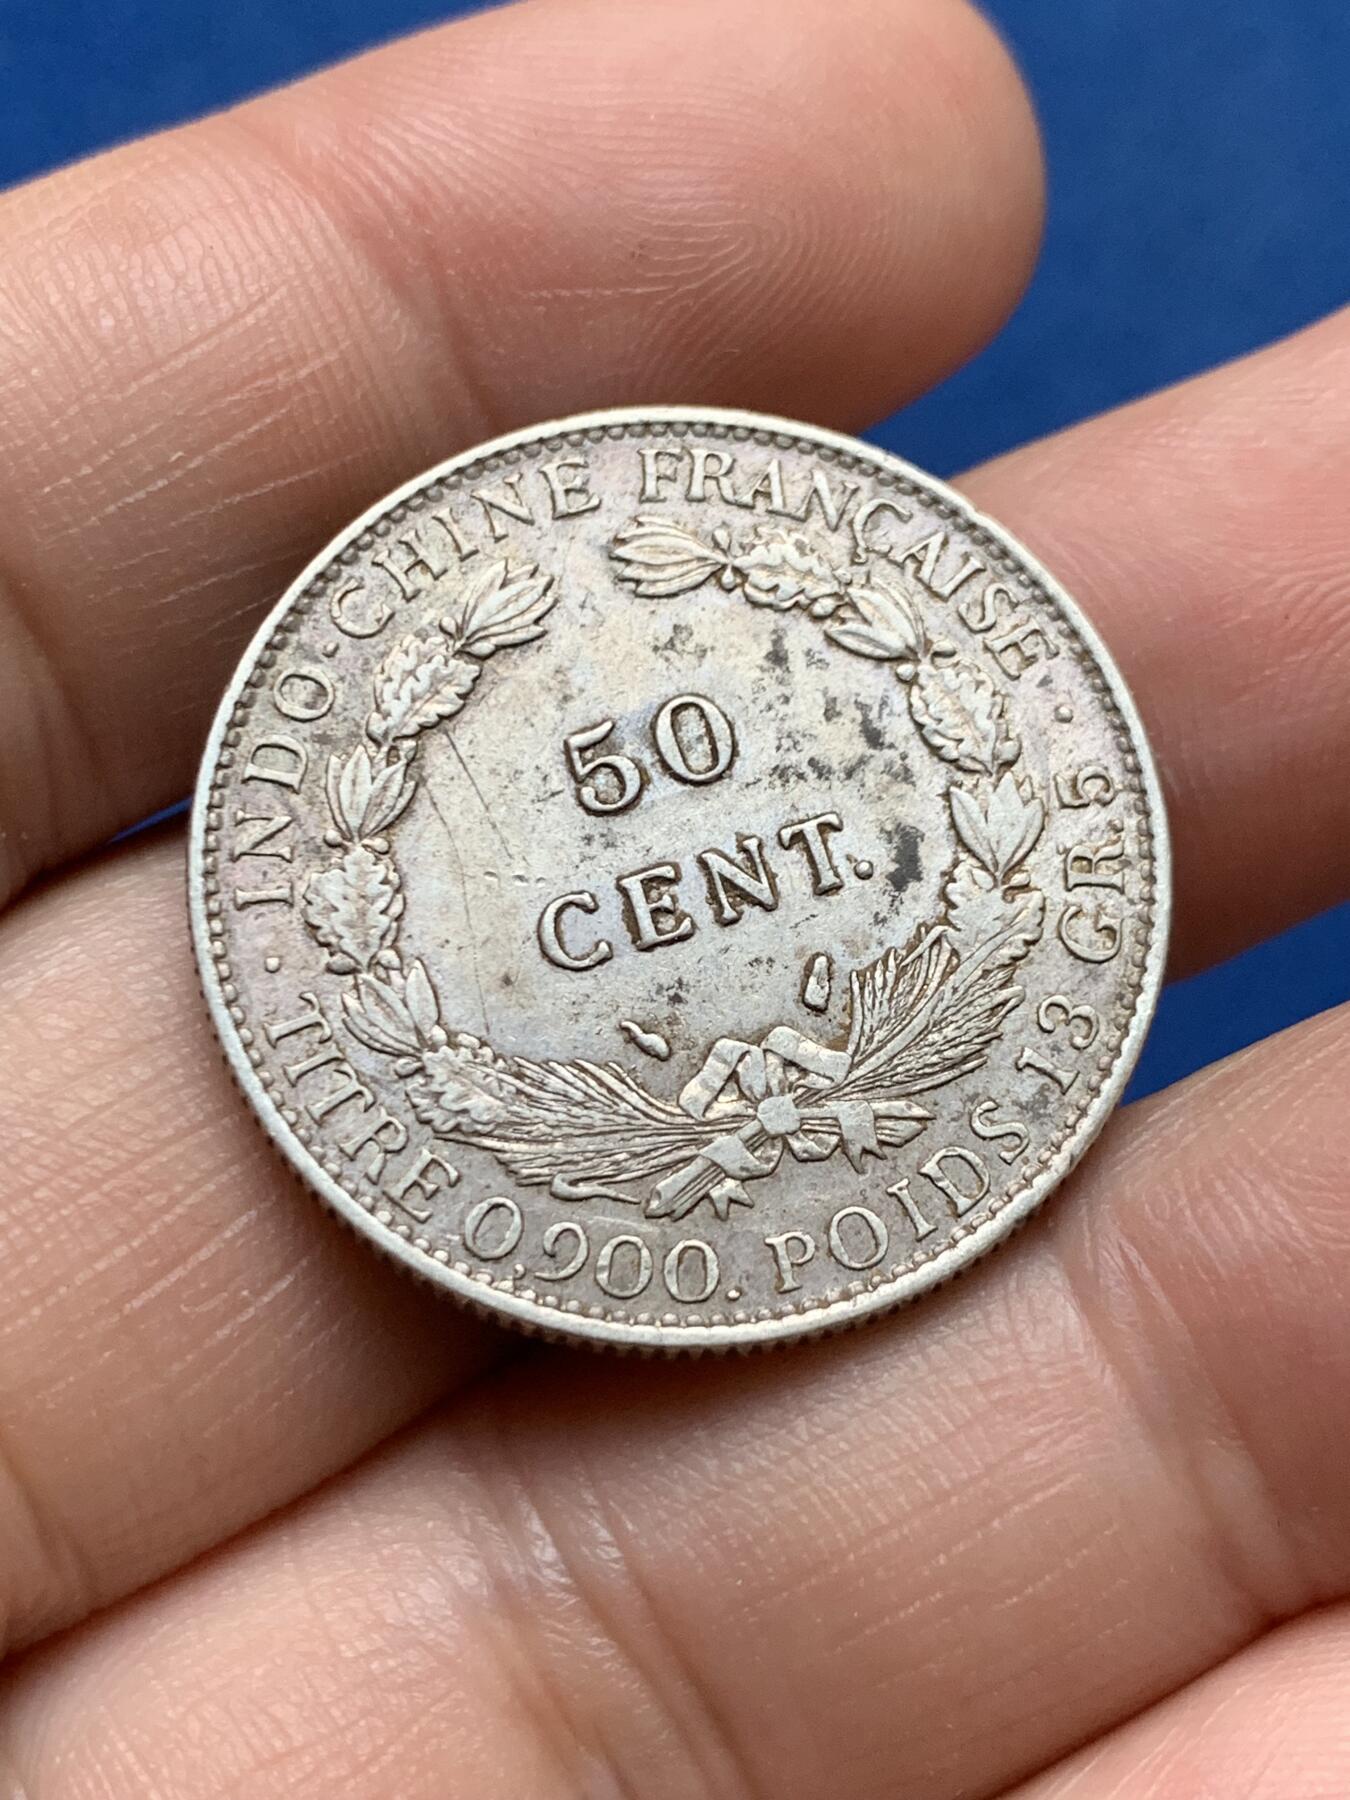 INDO-CHINE FRANÇAISE
50
CENT.
TITRE 0,900. POIDS 13 GR.5